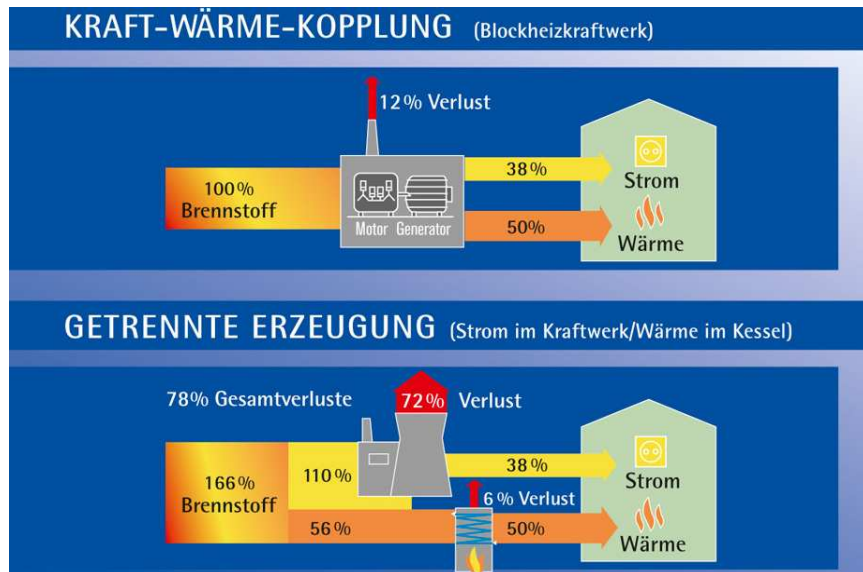 KRAFT-WÄRME-KOPPLUNG (Blockheizkraftwerk)
12% Verlust
100%
Brennstoff
Motor Generator
38%
50%
Strom
Wärme
GETRENNTE ERZEUGUNG (Strom im Kraftwerk/Wärme im Kessel)
78% Gesamtverluste
72% Verlust
166%
Brennstoff
110%
56%
38%
6% Verlust
50%
Strom
Wärme